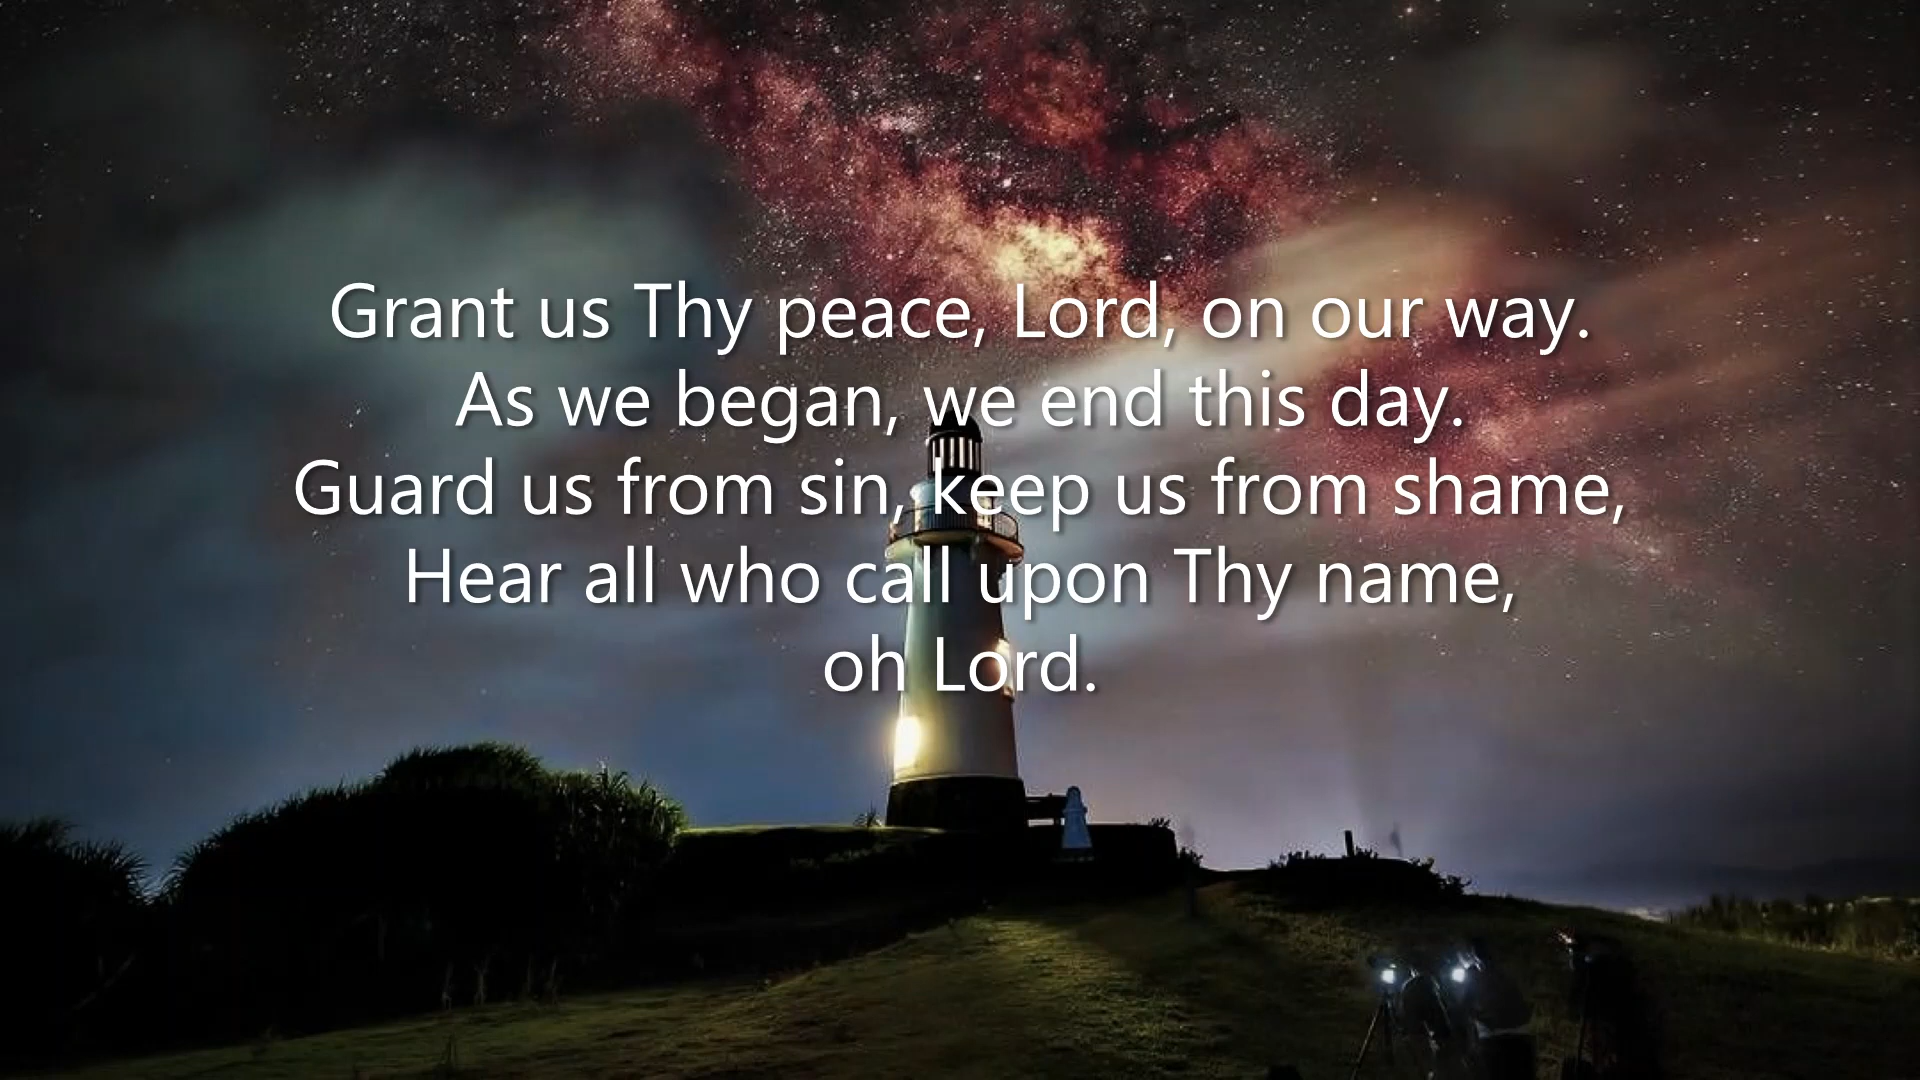 Grant us Thy peace, Lord, on our way.
As we began, we end this day.
Guard us from sin, keep us from shame,
Hear all who call upon Thy name,
oh Lord.